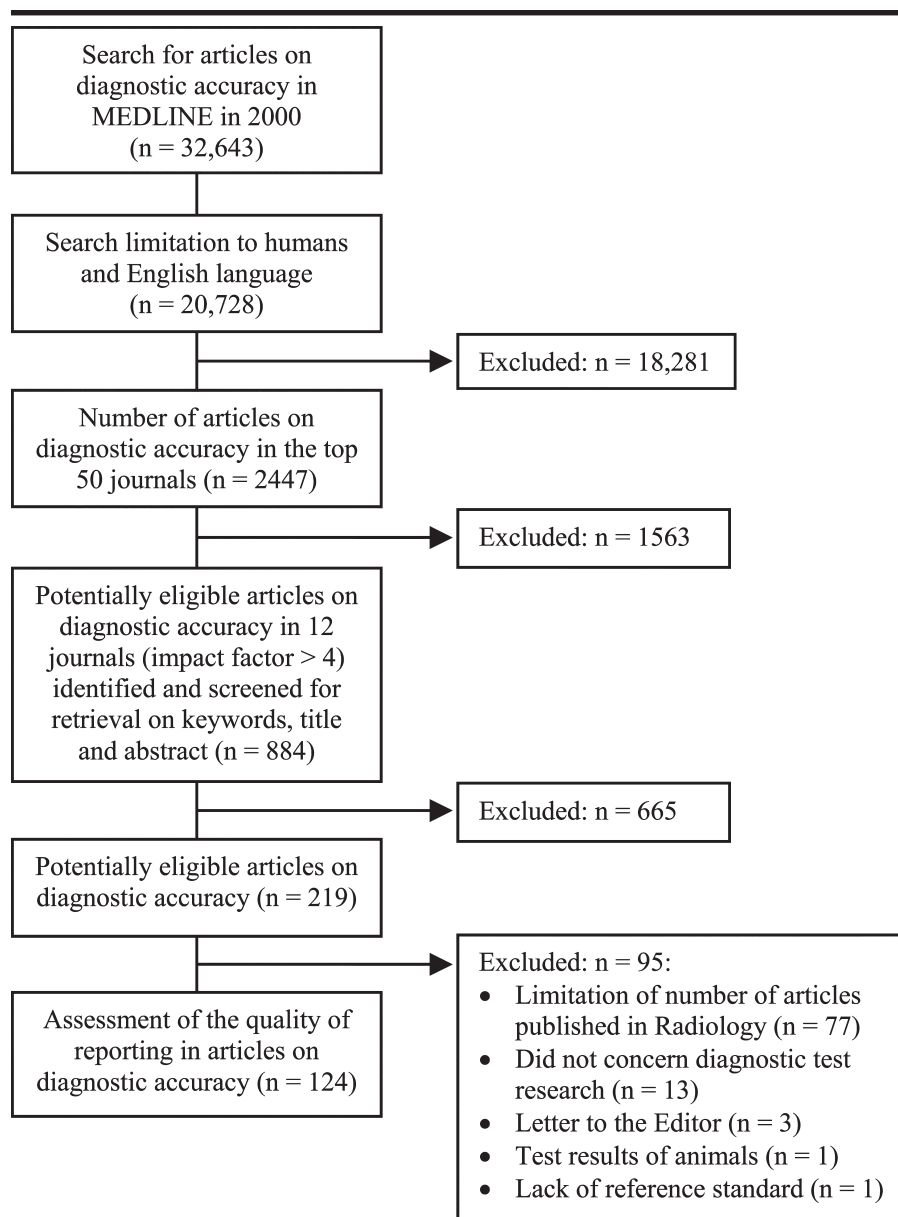 Search for articles on
diagnostic accuracy in
MEDLINE in 2000
(n = 32,643)
Search limitation to humans
and English language
(n = 20,728)
Excluded: n = 18,281
Number of articles on
diagnostic accuracy in the top
50 journals (n = 2447)
Excluded: n = 1563
Potentially eligible articles on
diagnostic accuracy in 12
journals (impact factor > 4)
identified and screened for
retrieval on keywords, title
and abstract (n = 884)
Excluded: n = 665
Potentially eligible articles on
diagnostic accuracy (n = 219)
Excluded: n = 95:
• Limitation of number of articles
published in Radiology (n = 77)
• Did not concern diagnostic test
research (n = 13)
• Letter to the Editor (n = 3)
• Test results of animals (n = 1)
• Lack of reference standard (n = 1)
Assessment of the quality of
reporting in articles on
diagnostic accuracy (n = 124)